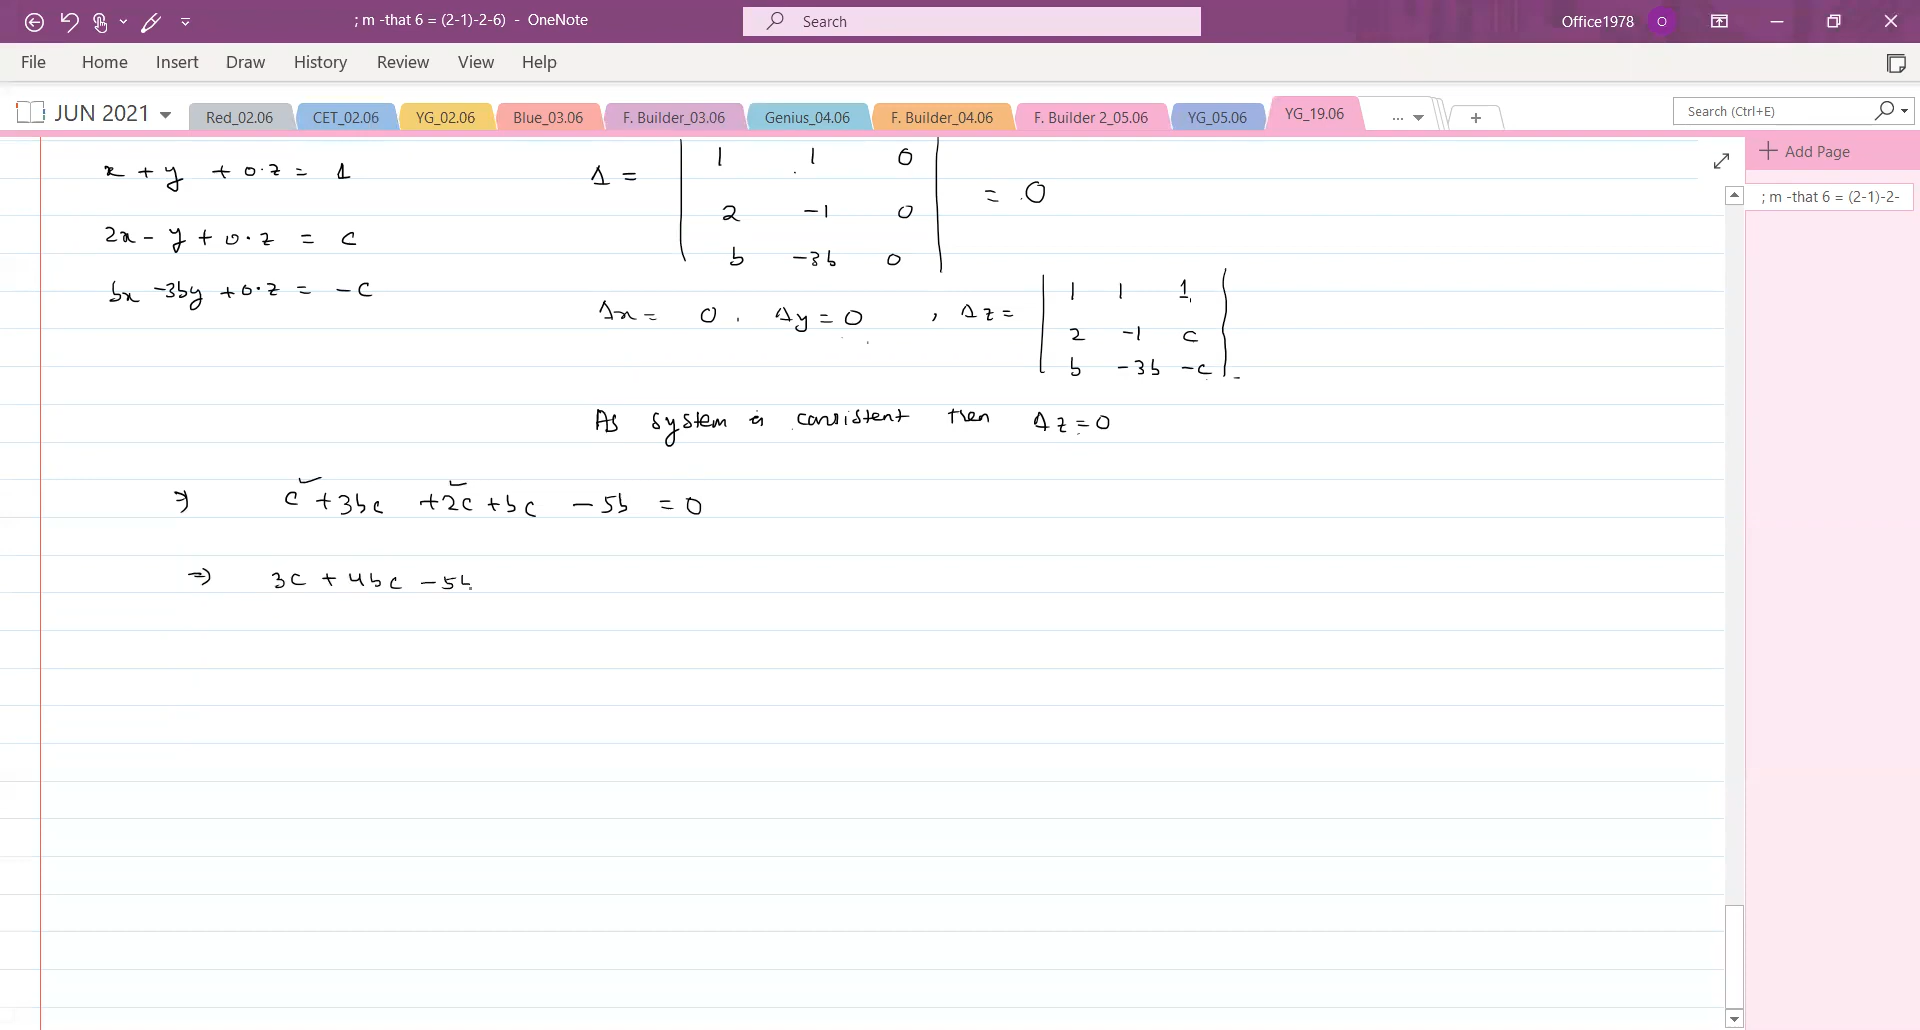 ; m -that 6 = (2-1)-2-6) - OneNote
Search
Office1978
O
File Home Insert Draw History Review View Help
JUN 2021
Red_02.06 CET_02.06 YG_02.06 Blue_03.06 F. Builder_03.06 Genius_04.06 F. Builder_04.06 F. Builder 2_05.06 YG_05.06 YG_19.06 ... +
Search (Ctrl+E)
Add Page
; m -that 6 = (2-1)-2-
x + y + 0·z = 1
2x - y + 0·z = c
bx -3by + 0·z = -c
Δ = | 1 1 0 |
| 2 -1 0 | = 0
| b -3b 0 |
Δx = 0 , Δy = 0 , Δz =
| 1 1 1 |
| 2 -1 c |
| b -3b -c |
As system is consistent then Δz = 0
⇒ c + 3bc + 2c + bc - 5b = 0
⇒ 3c + 4bc - 5b